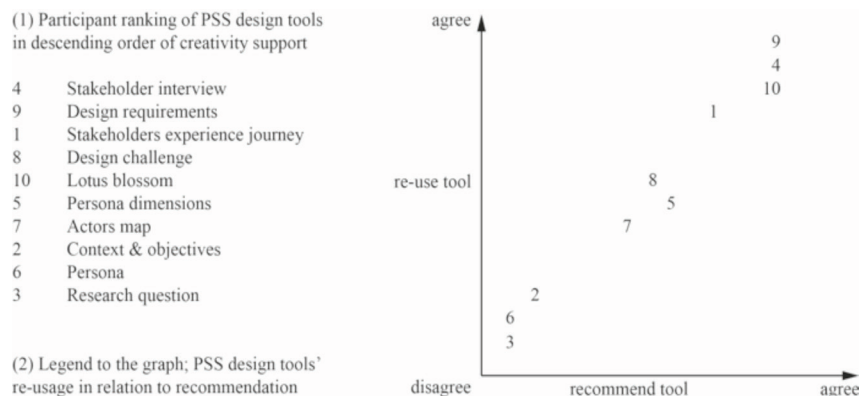 (1) Participant ranking of PSS design tools
in descending order of creativity support
4 Stakeholder interview
9 Design requirements
1 Stakeholders experience journey
8 Design challenge
10 Lotus blossom
5 Persona dimensions
7 Actors map
2 Context & objectives
6 Persona
3 Research question
(2) Legend to the graph; PSS design tools’
re-usage in relation to recommendation
agree
9
4
10
1
re-use tool
8
5
7
2
6
3
disagree
recommend tool
agree